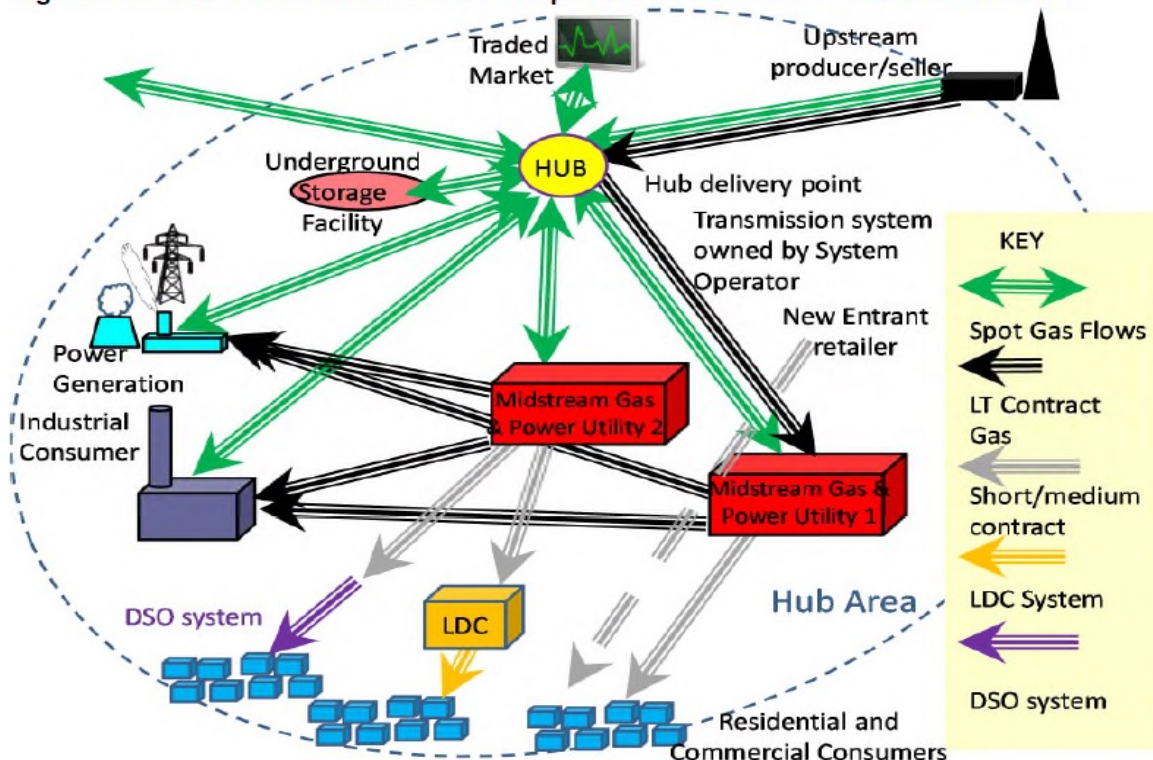 Traded
Market
Upstream
producer/seller
HUB
Underground
Storage
Facility
Hub delivery point
Transmission system
owned by System
Operator
New Entrant
retailer
Power
Generation
Industrial
Consumer
Midstream Gas
& Power Utility 2
Midstream Gas &
Power Utility 1
DSO system
LDC
Hub Area
Residential and
Commercial Consumers
KEY
Spot Gas Flows
LT Contract
Gas
Short/medium
contract
LDC System
DSO system